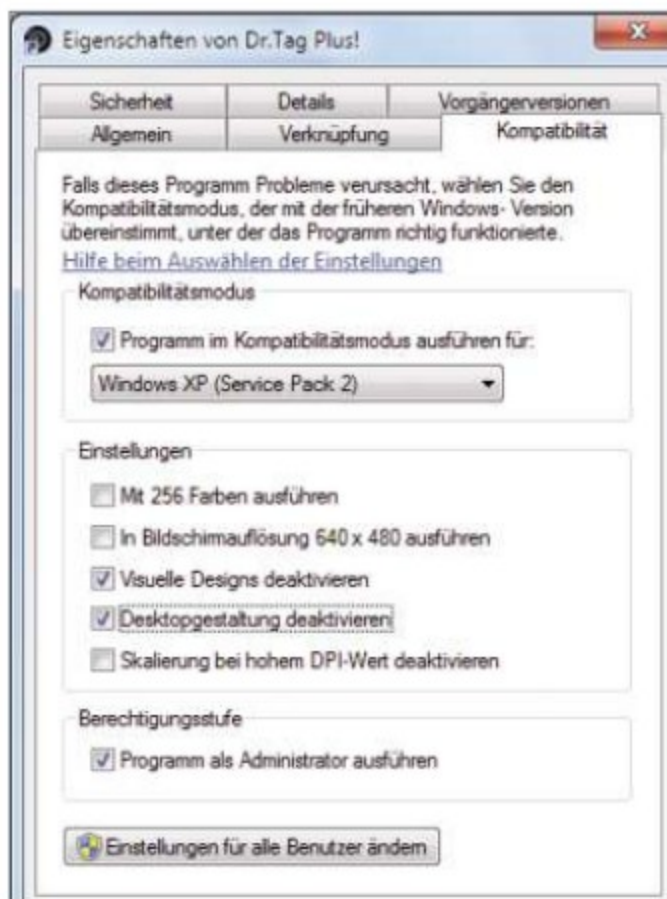 Eigenschaften von Dr.Tag Plus!
Sicherheit Details Vorgängerversionen
Allgemein Verknüpfung Kompatibilität
Falls dieses Programm Probleme verursacht, wählen Sie den
Kompatibilitätsmodus, der mit der früheren Windows- Version
übereinstimmt, unter der das Programm richtig funktionierte.
Hilfe beim Auswählen der Einstellungen
Kompatibilitätsmodus
Programm im Kompatibilitätsmodus ausführen für:
Windows XP (Service Pack 2)
Einstellungen
Mit 256 Farben ausführen
In Bildschirmauflösung 640 x 480 ausführen
Visuelle Designs deaktivieren
Desktopgestaltung deaktivieren
Skalierung bei hohem DPI-Wert deaktivieren
Berechtigungsstufe
Programm als Administrator ausführen
Einstellungen für alle Benutzer ändern